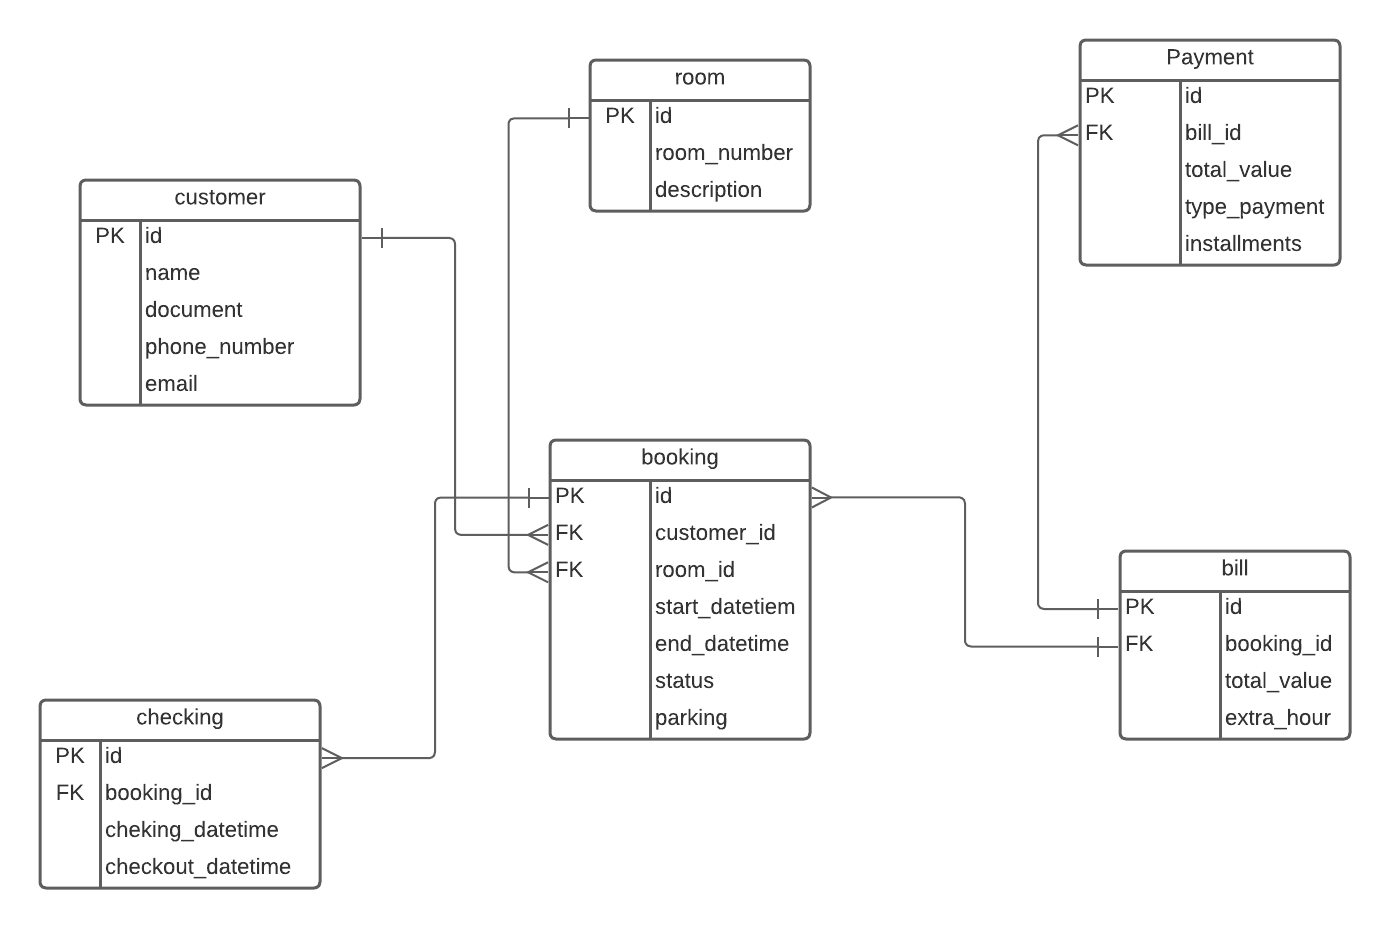 room
PK id
room_number
description
Payment
PK id
FK bill_id
total_value
type_payment
installments
customer
PK id
name
document
phone_number
email
booking
PK id
FK customer_id
FK room_id
start_datetiem
end_datetime
status
parking
bill
PK id
FK booking_id
total_value
extra_hour
checking
PK id
FK booking_id
cheking_datetime
checkout_datetime